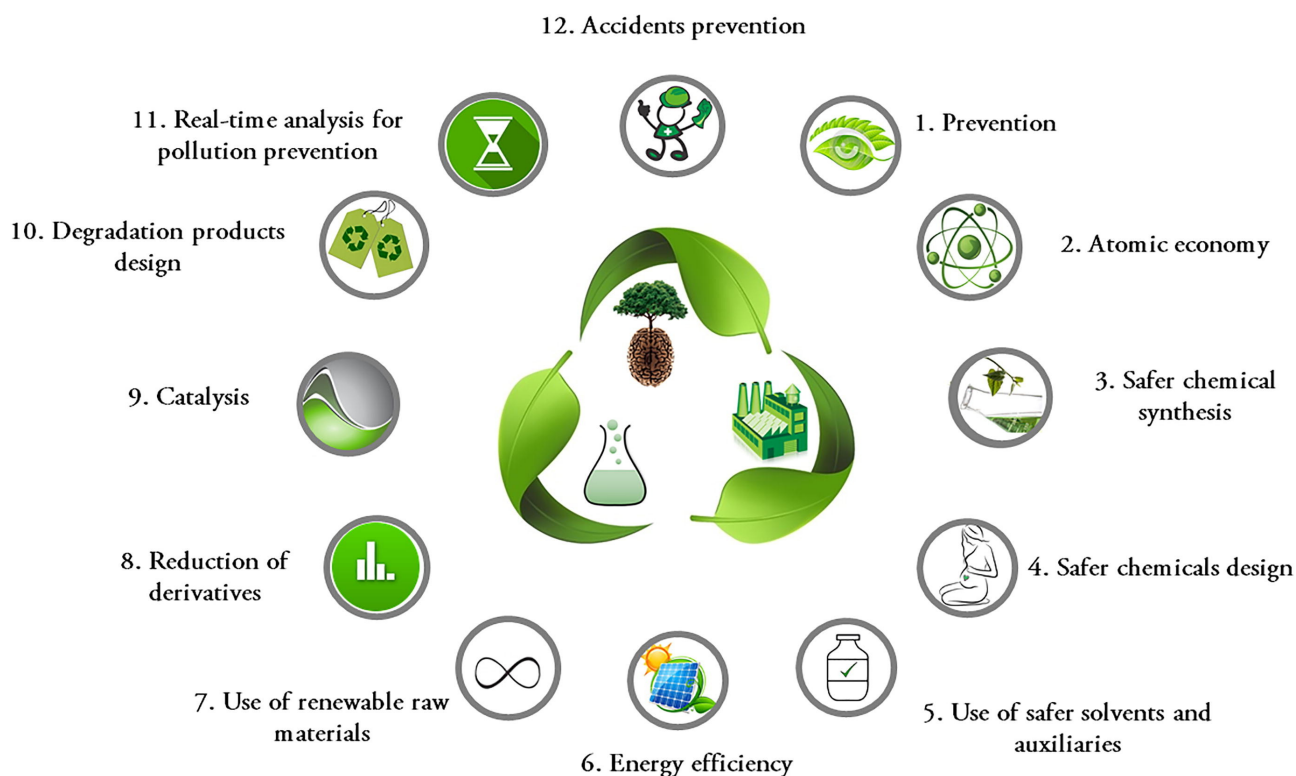 12. Accidents prevention
1. Prevention
2. Atomic economy
3. Safer chemical
synthesis
4. Safer chemicals design
5. Use of safer solvents and
auxiliaries
6. Energy efficiency
7. Use of renewable raw
materials
8. Reduction of
derivatives
9. Catalysis
10. Degradation products
design
11. Real-time analysis for
pollution prevention